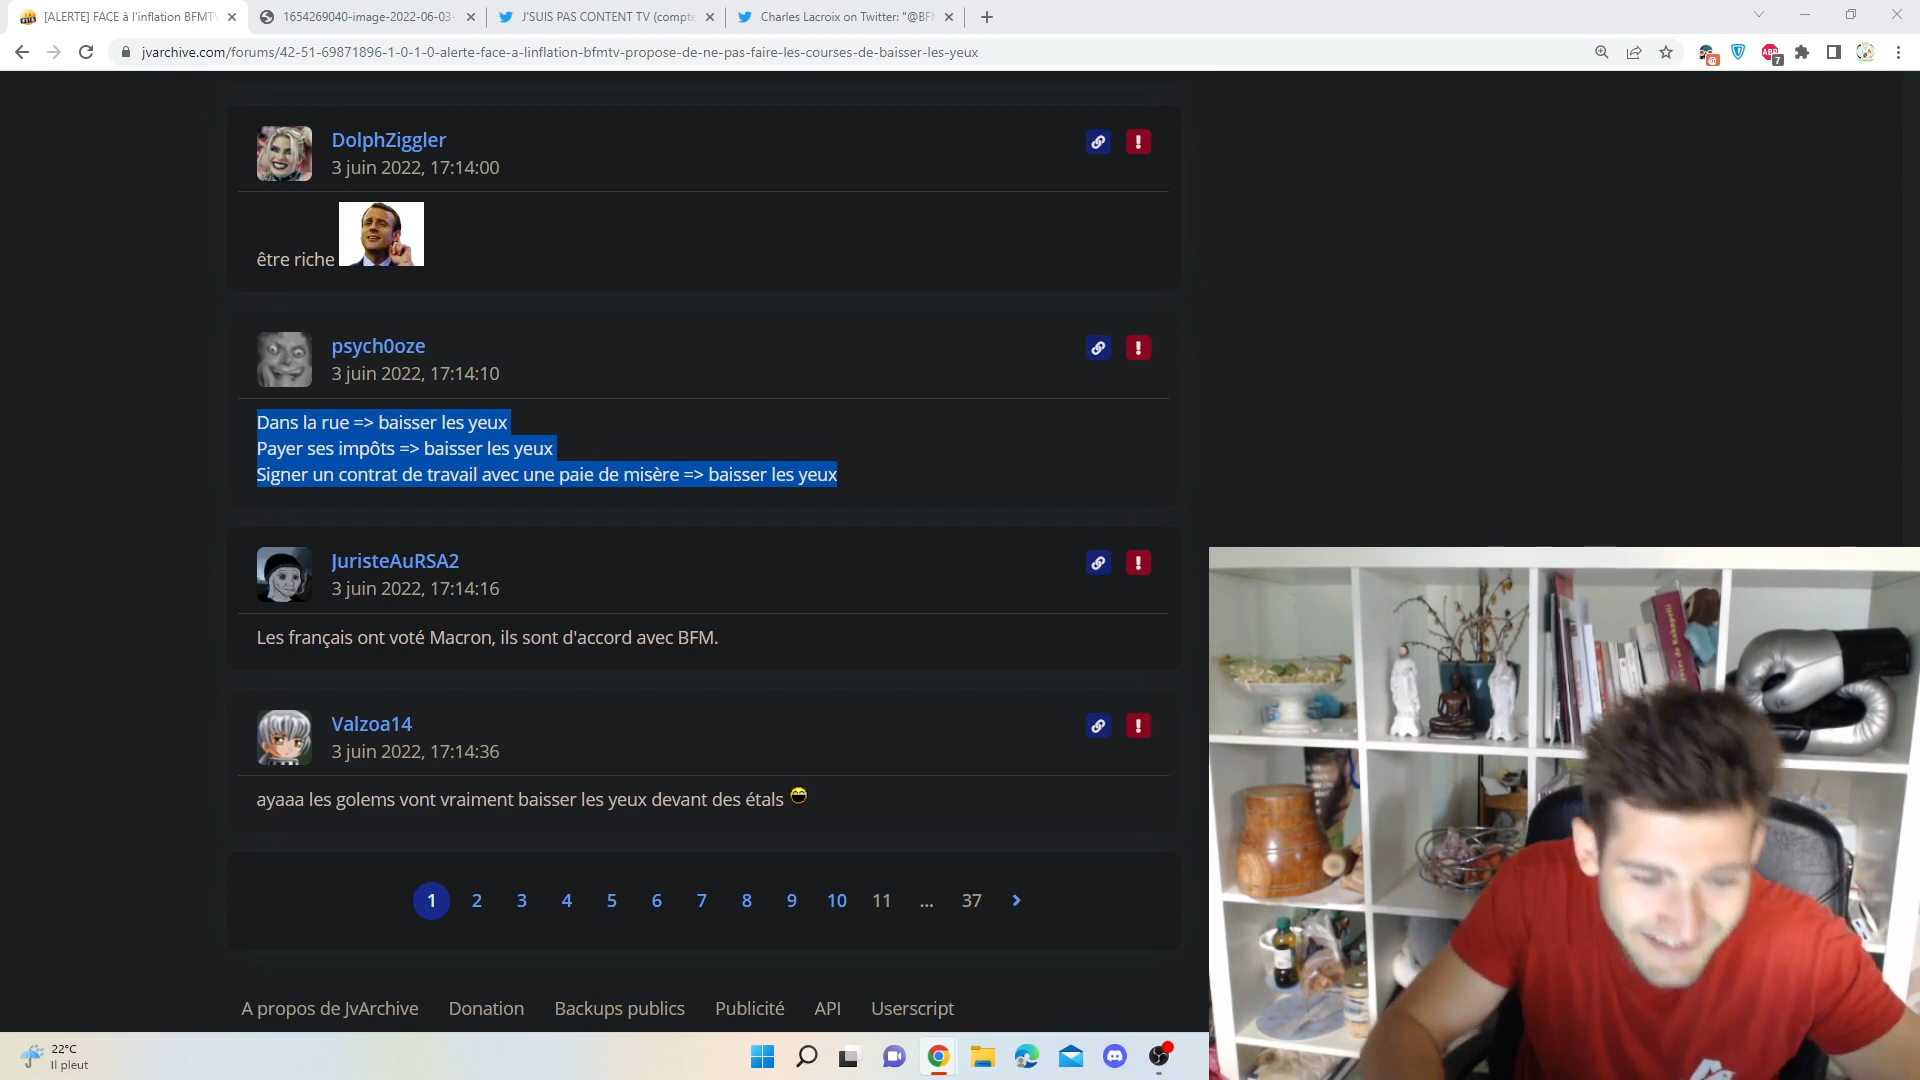 [ALERTE] FACE à l'inflation BFMTV
1654269040-image-2022-06-03-
J'SUIS PAS CONTENT TV (compte
Charles Lacroix on Twitter: "@BFM
jvarchive.com/forums/42-51-69871896-1-0-1-0-alerte-face-a-linflation-bfmtv-propose-de-ne-pas-faire-les-courses-de-baisser-les-yeux
ABP
7
DolphZiggler
3 juin 2022, 17:14:00
être riche
psych0oze
3 juin 2022, 17:14:10
Dans la rue => baisser les yeux
Payer ses impôts => baisser les yeux
Signer un contrat de travail avec une paie de misère => baisser les yeux
JuristeAuRSA2
3 juin 2022, 17:14:16
Les français ont voté Macron, ils sont d'accord avec BFM.
Valzoa14
3 juin 2022, 17:14:36
ayaaa les golems vont vraiment baisser les yeux devant des étals
1 2 3 4 5 6 7 8 9 10 11 ... 37 >
A propos de JvArchive Donation Backups publics Publicité API Userscript
22°C
Il pleut